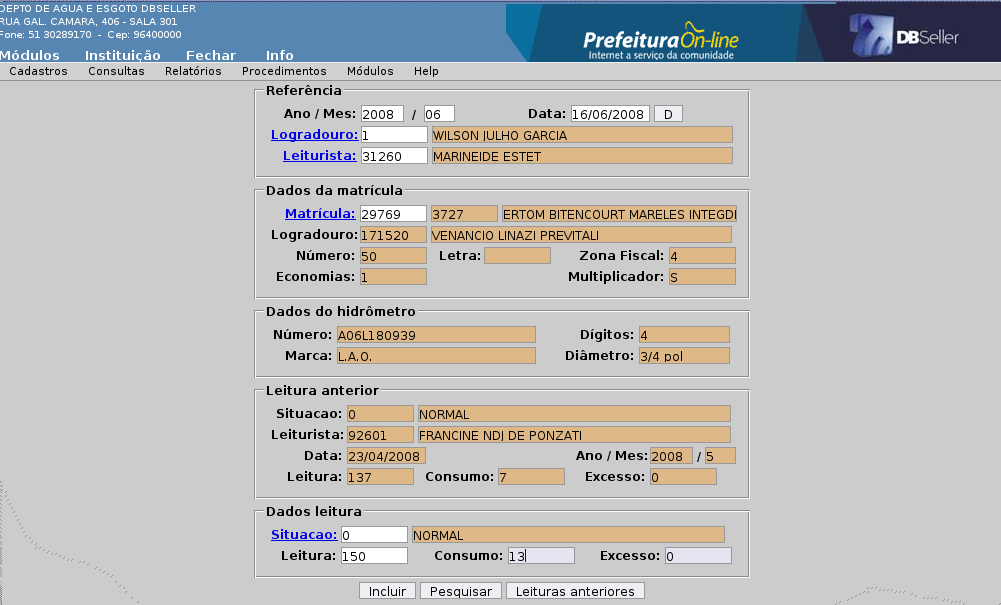 DEPTO DE AGUA E ESGOTO DBSELLER
RUA GAL. CAMARA, 406 - SALA 301
Fone: 51 30289170 - Cep: 96400000
Módulos Instituição Fechar Info
PrefeituraOn-line
Internet a serviço da comunidade
DBSeller
Cadastros Consultas Relatórios Procedimentos Módulos Help
Referência
Ano / Mes: 2008 / 06 Data: 16/06/2008 D
Logradouro: 1 WILSON JULHO GARCIA
Leiturista: 31260 MARINEIDE ESTET
Dados da matrícula
Matrícula: 29769 3727 ERTOM BITENCOURT MARELES INTEGDI
Logradouro: 171520 VENANCIO LINAZI PREVITALI
Número: 50 Letra: Zona Fiscal: 4
Economias: 1 Multiplicador: S
Dados do hidrômetro
Número: A06L180939 Dígitos: 4
Marca: L.A.O. Diâmetro: 3/4 pol
Leitura anterior
Situacao: 0 NORMAL
Leiturista: 92601 FRANCINE NDJ DE PONZATI
Data: 23/04/2008 Ano / Mes: 2008 / 5
Leitura: 137 Consumo: 7 Excesso: 0
Dados leitura
Situacao: 0 NORMAL
Leitura: 150 Consumo: 13 Excesso: 0
Incluir Pesquisar Leituras anteriores